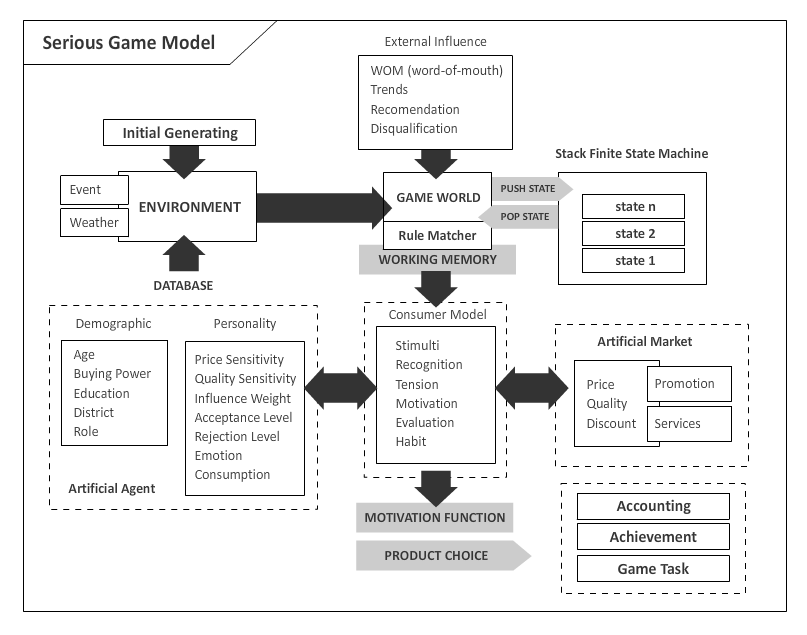 Serious Game Model
External Influence
WOM (word-of-mouth)
Trends
Recomendation
Disqualification
Initial Generating
Event
Weather
ENVIRONMENT
DATABASE
GAME WORLD
Rule Matcher
WORKING MEMORY
PUSH STATE
POP STATE
Stack Finite State Machine
state n
state 2
state 1
Demographic
Age
Buying Power
Education
District
Role
Personality
Price Sensitivity
Quality Sensitivity
Influence Weight
Acceptance Level
Rejection Level
Emotion
Consumption
Artificial Agent
Consumer Model
Stimulti
Recognition
Tension
Motivation
Evaluation
Habit
Artificial Market
Price
Quality
Discount
Promotion
Services
MOTIVATION FUNCTION
PRODUCT CHOICE
Accounting
Achievement
Game Task